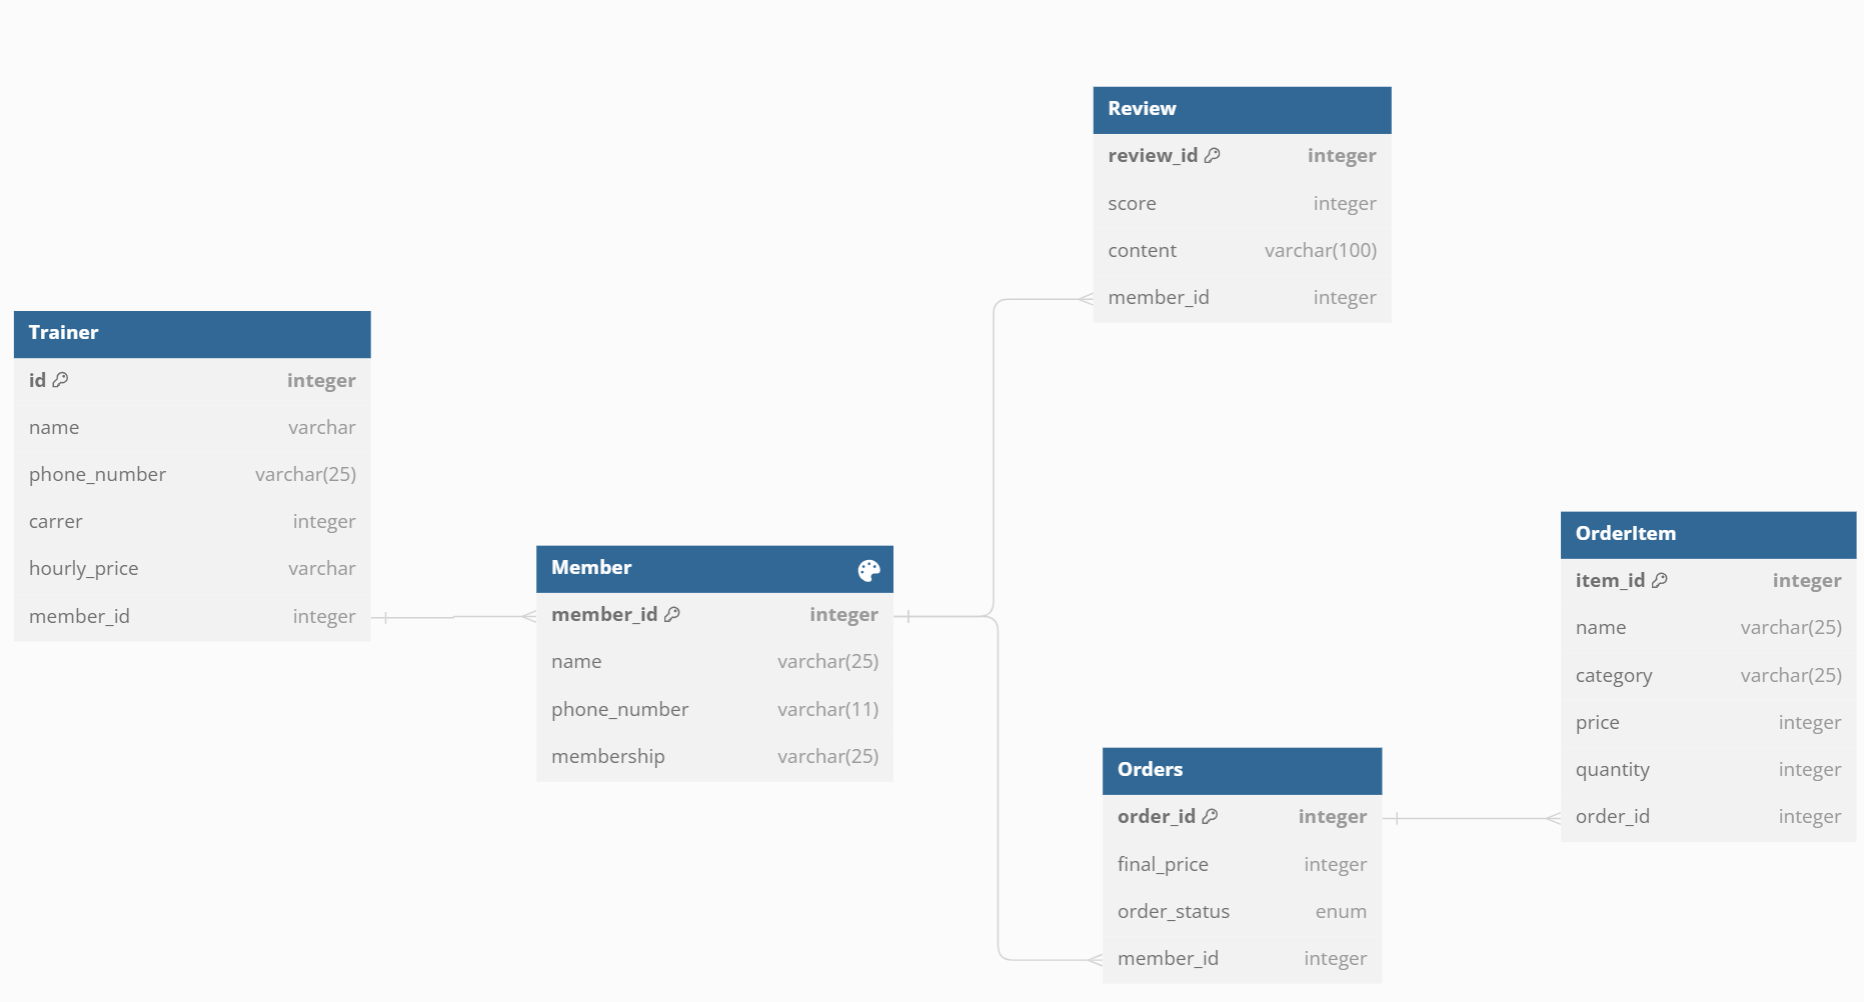 Review
review_id integer
score integer
content varchar(100)
member_id integer
Trainer
id integer
name varchar
phone_number varchar(25)
carrer integer
hourly_price varchar
member_id integer
Member
member_id integer
name varchar(25)
phone_number varchar(11)
membership varchar(25)
OrderItem
item_id integer
name varchar(25)
category varchar(25)
price integer
quantity integer
order_id integer
Orders
order_id integer
final_price integer
order_status enum
member_id integer